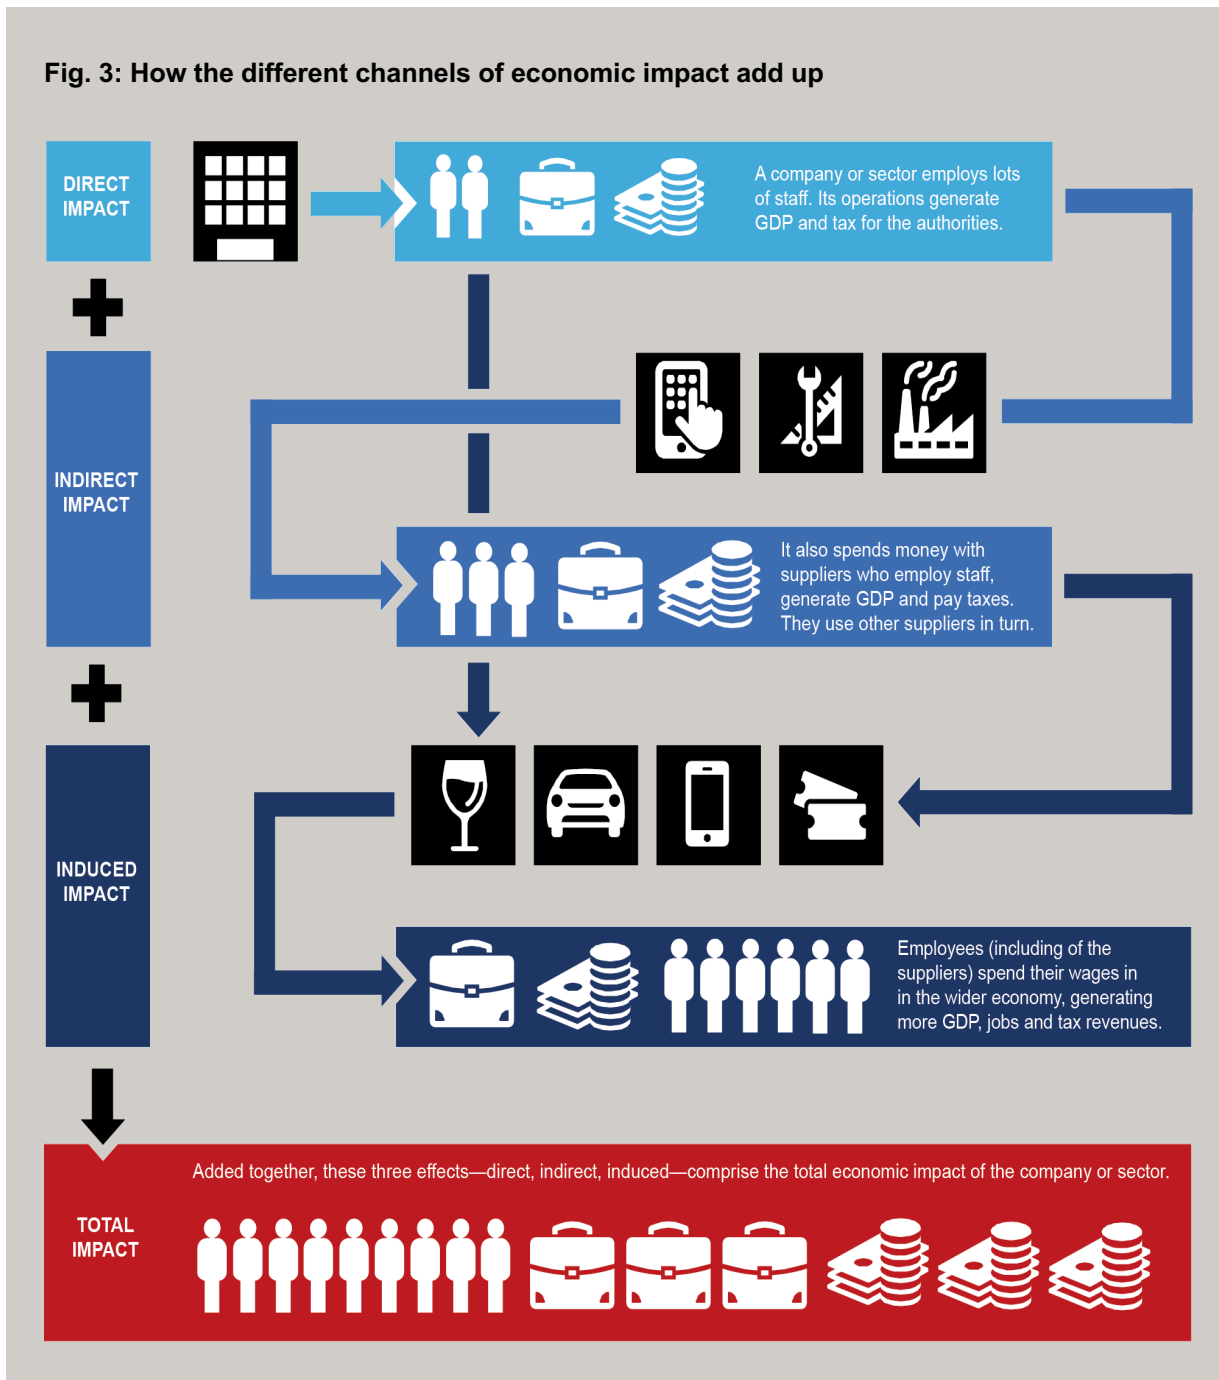 Fig. 3: How the different channels of economic impact add up
DIRECT
IMPACT
A company or sector employs lots
of staff. Its operations generate
GDP and tax for the authorities.
INDIRECT
IMPACT
It also spends money with
suppliers who employ staff,
generate GDP and pay taxes.
They use other suppliers in turn.
INDUCED
IMPACT
Employees (including of the
suppliers) spend their wages in
in the wider economy, generating
more GDP, jobs and tax revenues.
Added together, these three effects—direct, indirect, induced—comprise the total economic impact of the company or sector.
TOTAL
IMPACT